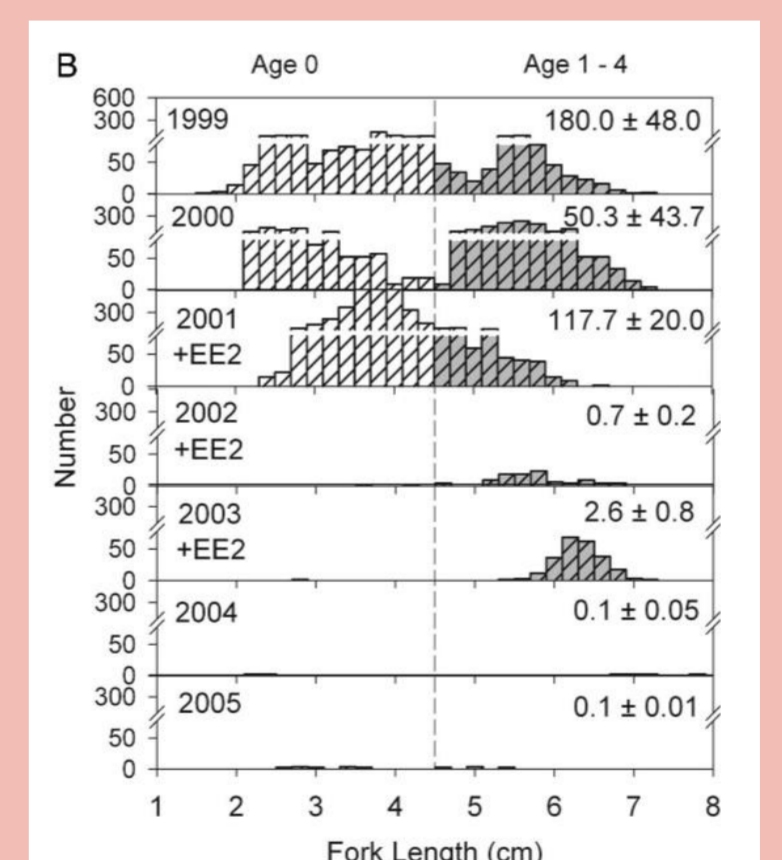 B
Age 0 Age 1 - 4
600
300
1999 180.0 ± 48.0
50
0
300
2000 50.3 ± 43.7
50
0
300
2001 117.7 ± 20.0
+EE2
50
0
300
2002 0.7 ± 0.2
+EE2
50
0
300
2003 2.6 ± 0.8
+EE2
50
0
300
2004 0.1 ± 0.05
50
0
300
2005 0.1 ± 0.01
50
0
Number
1 2 3 4 5 6 7 8
Fork Length (cm)